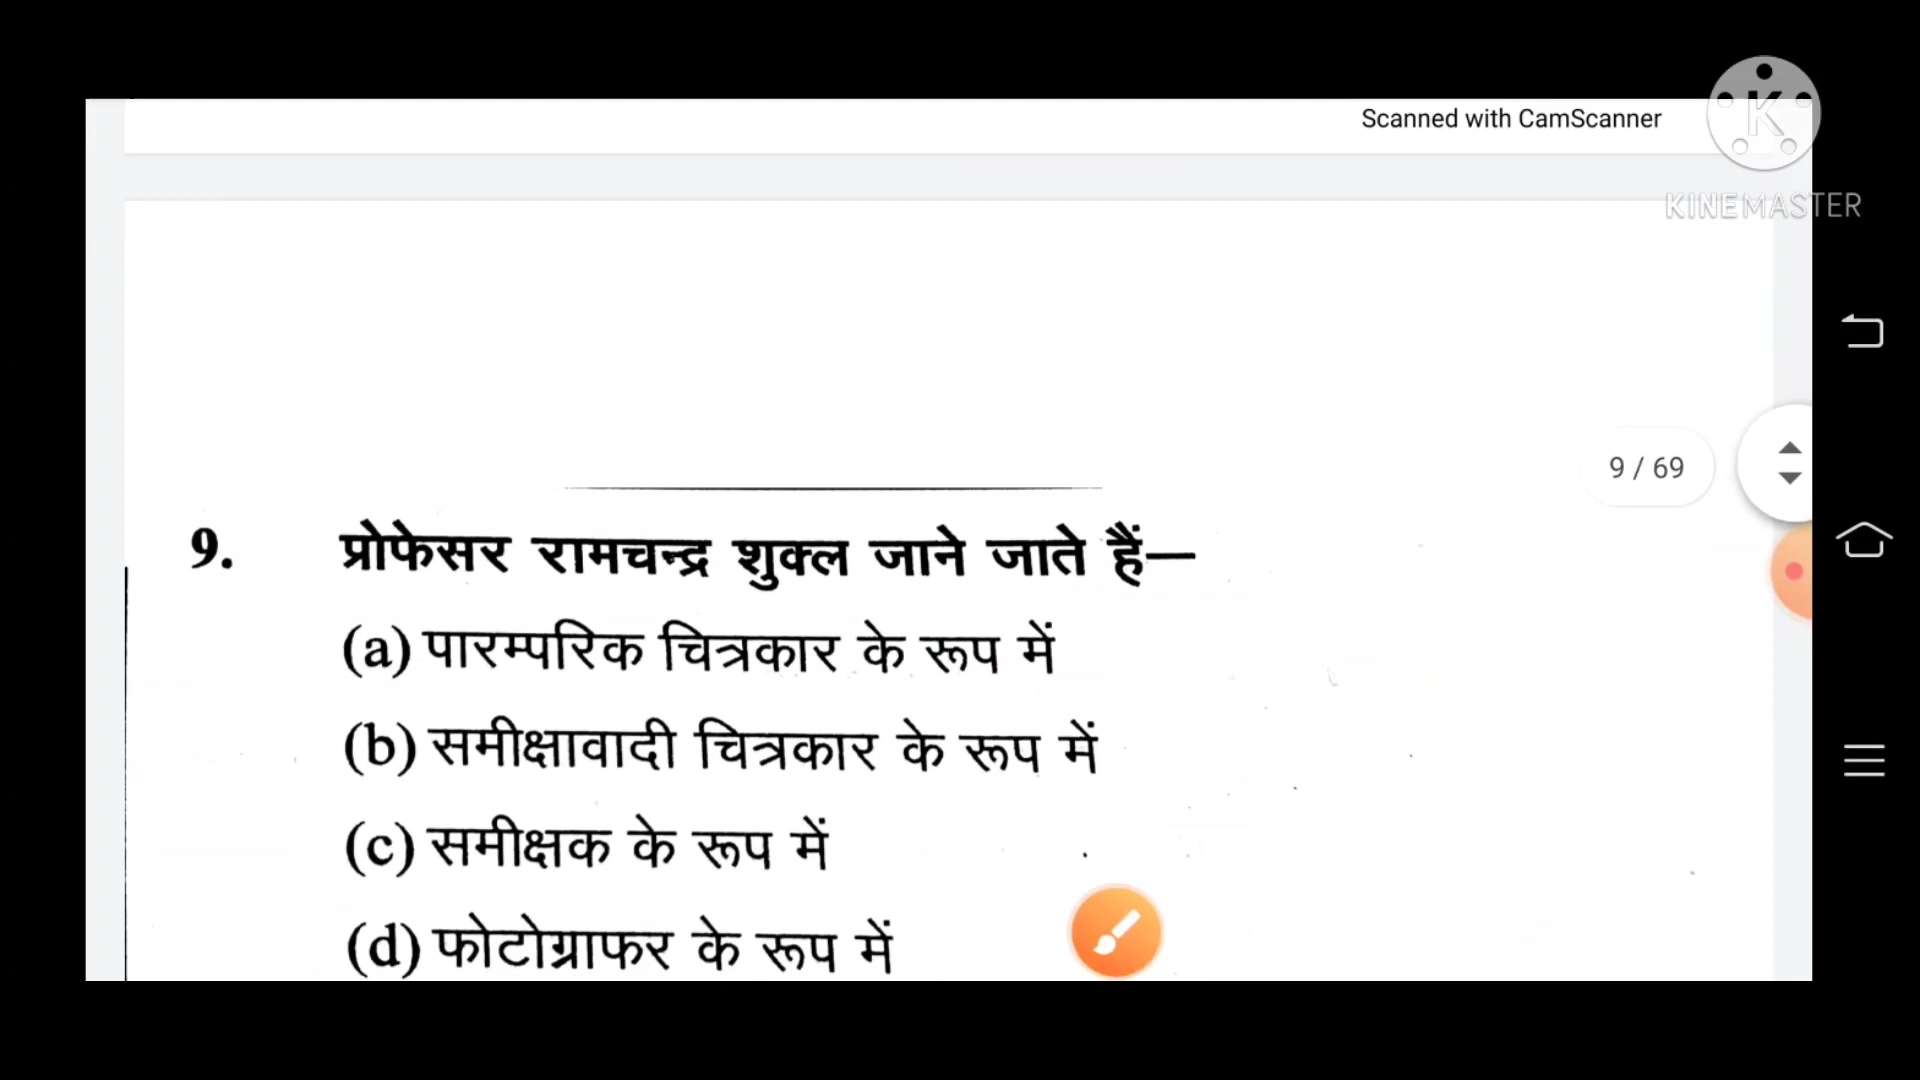 Scanned with CamScanner
K
KINEMASTER
9 / 69
9. प्रोफेसर रामचन्द्र शुक्ल जाने जाते हैं—
(a) पारम्परिक चित्रकार के रूप में
(b) समीक्षावादी चित्रकार के रूप में
(c) समीक्षक के रूप में
(d) फोटोग्राफर के रूप में